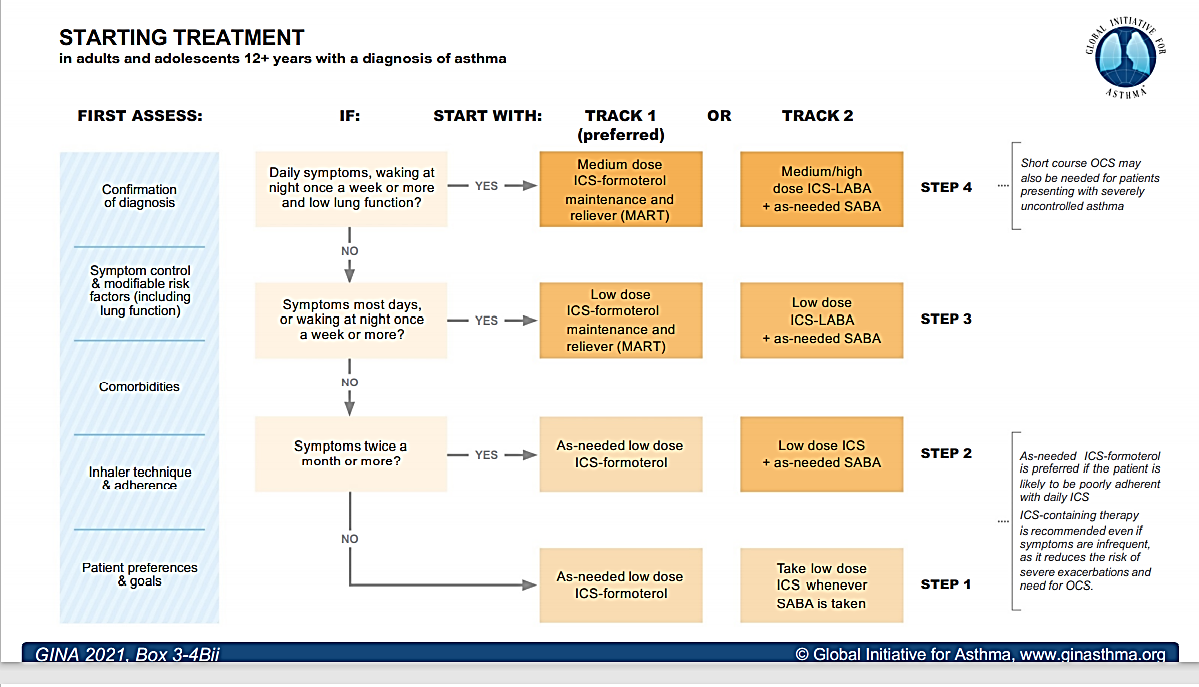 STARTING TREATMENT
in adults and adolescents 12+ years with a diagnosis of asthma
GLOBAL INITIATIVE FOR
ASTHMA
FIRST ASSESS:
IF:
START WITH:
TRACK 1
(preferred)
OR
TRACK 2
Confirmation
of diagnosis
Symptom control
& modifiable risk
factors (including
lung function)
Comorbidities
Inhaler technique
& adherence
Patient preferences
& goals
Daily symptoms, waking at
night once a week or more
and low lung function?
YES
Medium dose
ICS-formoterol
maintenance and
reliever (MART)
Medium/high
dose ICS-LABA
+ as-needed SABA
STEP 4
Short course OCS may
also be needed for patients
presenting with severely
uncontrolled asthma
NO
Symptoms most days,
or waking at night once
a week or more?
YES
Low dose
ICS-formoterol
maintenance and
reliever (MART)
Low dose
ICS-LABA
+ as-needed SABA
STEP 3
NO
Symptoms twice a
month or more?
YES
As-needed low dose
ICS-formoterol
Low dose ICS
+ as-needed SABA
STEP 2
NO
As-needed low dose
ICS-formoterol
Take low dose
ICS whenever
SABA is taken
STEP 1
As-needed ICS-formoterol
is preferred if the patient is
likely to be poorly adherent
with daily ICS
ICS-containing therapy
is recommended even if
symptoms are infrequent,
as it reduces the risk of
severe exacerbations and
need for OCS.
GINA 2021, Box 3-4Bii
© Global Initiative for Asthma, www.ginasthma.org